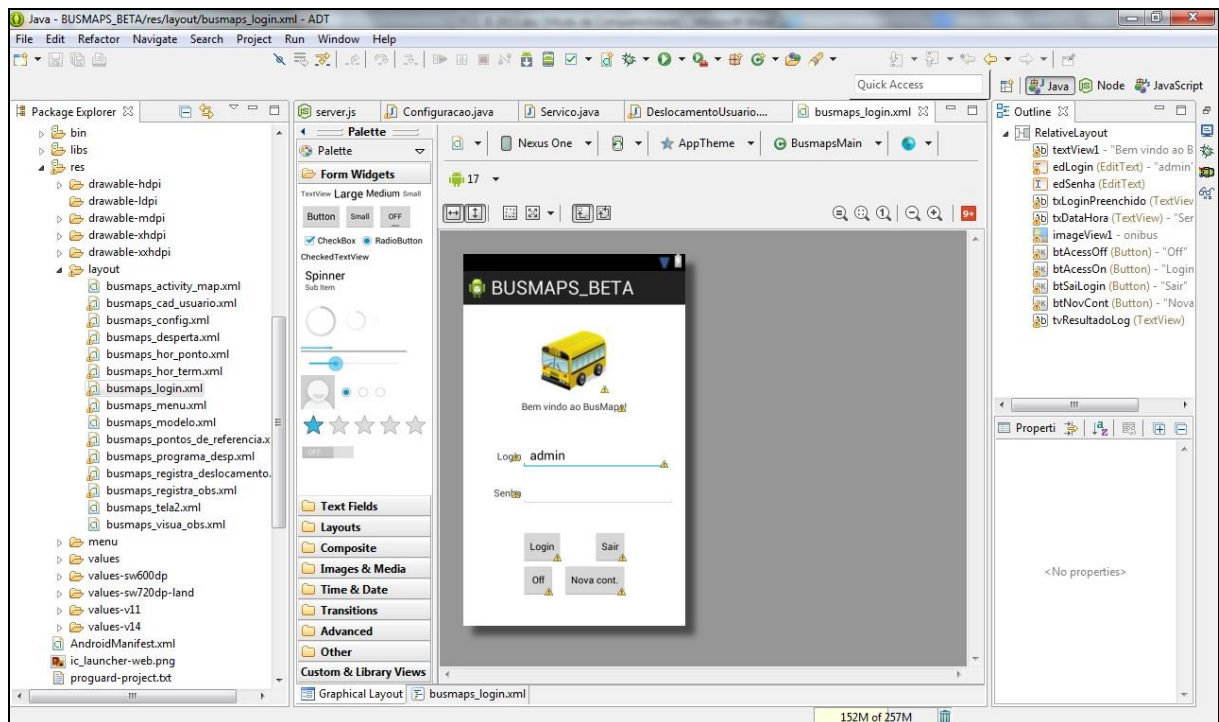 Java - BUSMAPS_BETA/res/layout/busmaps_login.xml - ADT
File Edit Refactor Navigate Search Project Run Window Help
Quick Access
Java
Node
JavaScript
Package Explorer
bin
libs
res
drawable-hdpi
drawable-ldpi
drawable-mdpi
drawable-xhdpi
drawable-xxhdpi
layout
busmaps_activity_map.xml
busmaps_cad_usuario.xml
busmaps_config.xml
busmaps_desperta.xml
busmaps_hor_ponto.xml
busmaps_hor_term.xml
busmaps_login.xml
busmaps_menu.xml
busmaps_modelo.xml
busmaps_pontos_de_referencia.x
busmaps_programa_desp.xml
busmaps_registra_deslocamento.
busmaps_registra_obs.xml
busmaps_tela2.xml
busmaps_visua_obs.xml
menu
values
values-sw600dp
values-sw720dp-land
values-v11
values-v14
AndroidManifest.xml
ic_launcher-web.png
proguard-project.txt
server.js
Configuracao.java
Servico.java
DeslocamentoUsuario....
busmaps_login.xml
Palette
Palette
Form Widgets
TextView Large Medium Small
Button Small OFF
CheckBox RadioButton
CheckedTextView
Spinner
Sub Item
OFF
Text Fields
Layouts
Composite
Images & Media
Time & Date
Transitions
Advanced
Other
Custom & Library Views
Nexus One
AppTheme
BusmapsMain
17
9+
BUSMAPS_BETA
Bem vindo ao BusMaps!
Login admin
Senha
Login Sair
Off Nova cont.
Graphical Layout
busmaps_login.xml
Outline
RelativeLayout
textView1 - "Bem vindo ao B
edLogin (EditText) - "admin"
edSenha (EditText)
txLoginPreenchido (TextView
txDataHora (TextView) - "Ser
imageView1 - onibus
btAcessOff (Button) - "Off"
btAcessOn (Button) - "Login
btSaiLogin (Button) - "Sair"
btNovCont (Button) - "Nova
tvResultadoLog (TextView)
Properti
<No properties>
152M of 257M